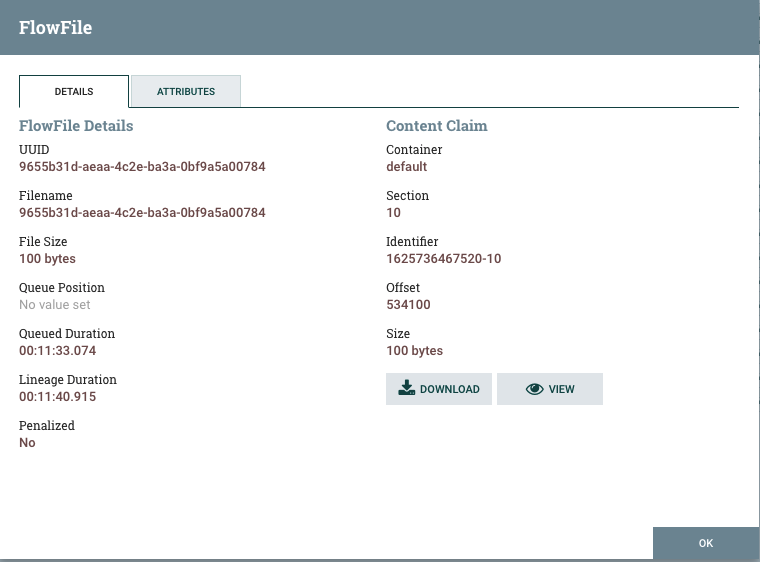 FlowFile
DETAILS
ATTRIBUTES
FlowFile Details
UUID
9655b31d-aeaa-4c2e-ba3a-0bf9a5a00784
Filename
9655b31d-aeaa-4c2e-ba3a-0bf9a5a00784
File Size
100 bytes
Queue Position
No value set
Queued Duration
00:11:33.074
Lineage Duration
00:11:40.915
Penalized
No
Content Claim
Container
default
Section
10
Identifier
1625736467520-10
Offset
534100
Size
100 bytes
DOWNLOAD
VIEW
OK